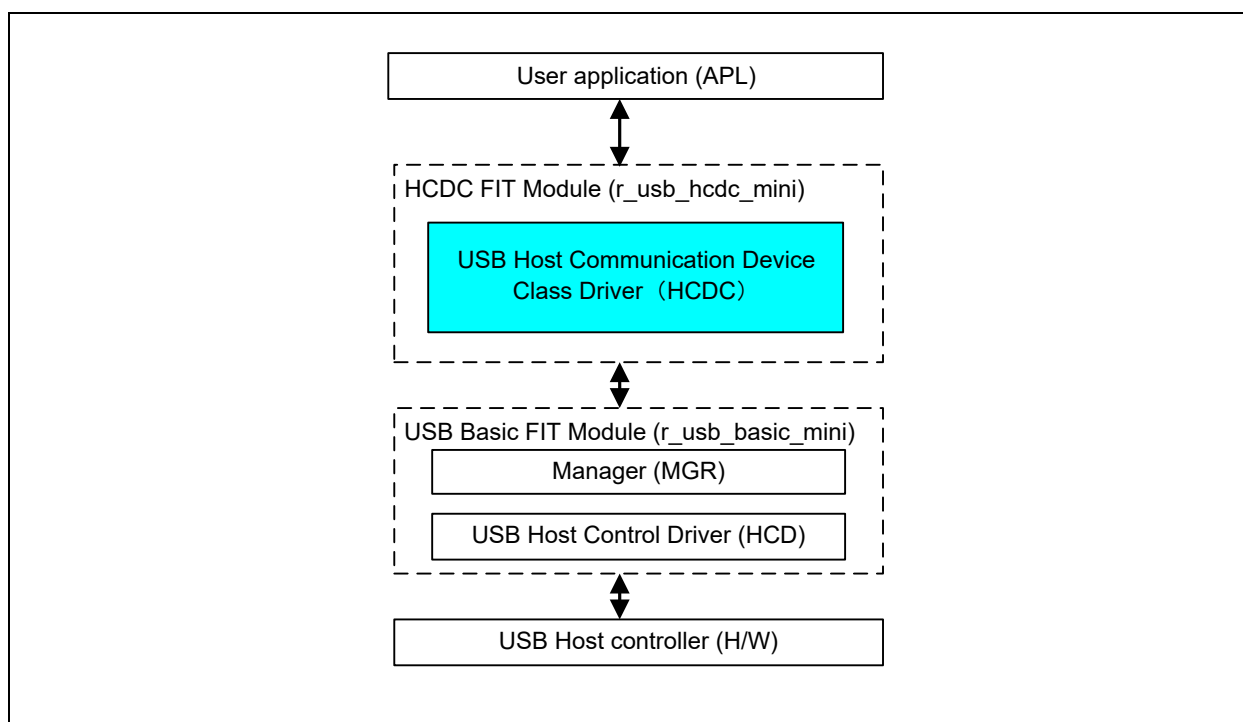 User application (APL)
HCDC FIT Module (r_usb_hcdc_mini)
USB Host Communication Device
Class Driver（HCDC）
USB Basic FIT Module (r_usb_basic_mini)
Manager (MGR)
USB Host Control Driver (HCD)
USB Host controller (H/W)